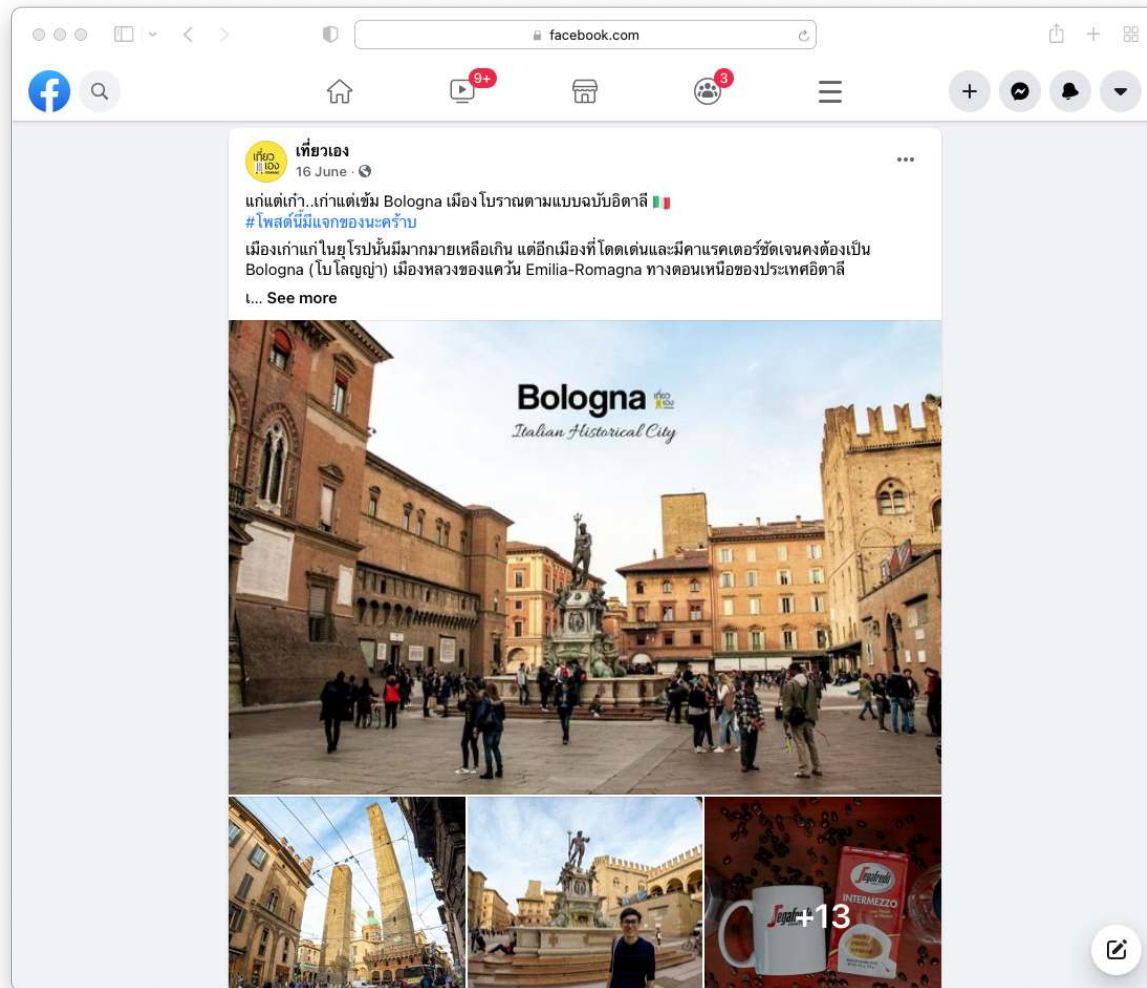 facebook.com
9+
3
เที่ยว
เอง
เที่ยวเอง
16 June
แก่แต่เก๋า..เก่าแต่เข้ม Bologna เมืองโบราณตามแบบฉบับอิตาลี
#โพสต์นี้มีแจกของนะคร้าบ
เมืองเก่าแก่ในยุโรปนั้นมีมากมายเหลือเกิน แต่อีกเมืองที่โดดเด่นและมีคาแรคเตอร์ชัดเจนคงต้องเป็น
Bologna (โบโลญญ่า) เมืองหลวงของแคว้น Emilia-Romagna ทางตอนเหนือของประเทศอิตาลี
เ... See more
Bologna
Italian Historical City
Segafredo
INTERMEZZO
+13